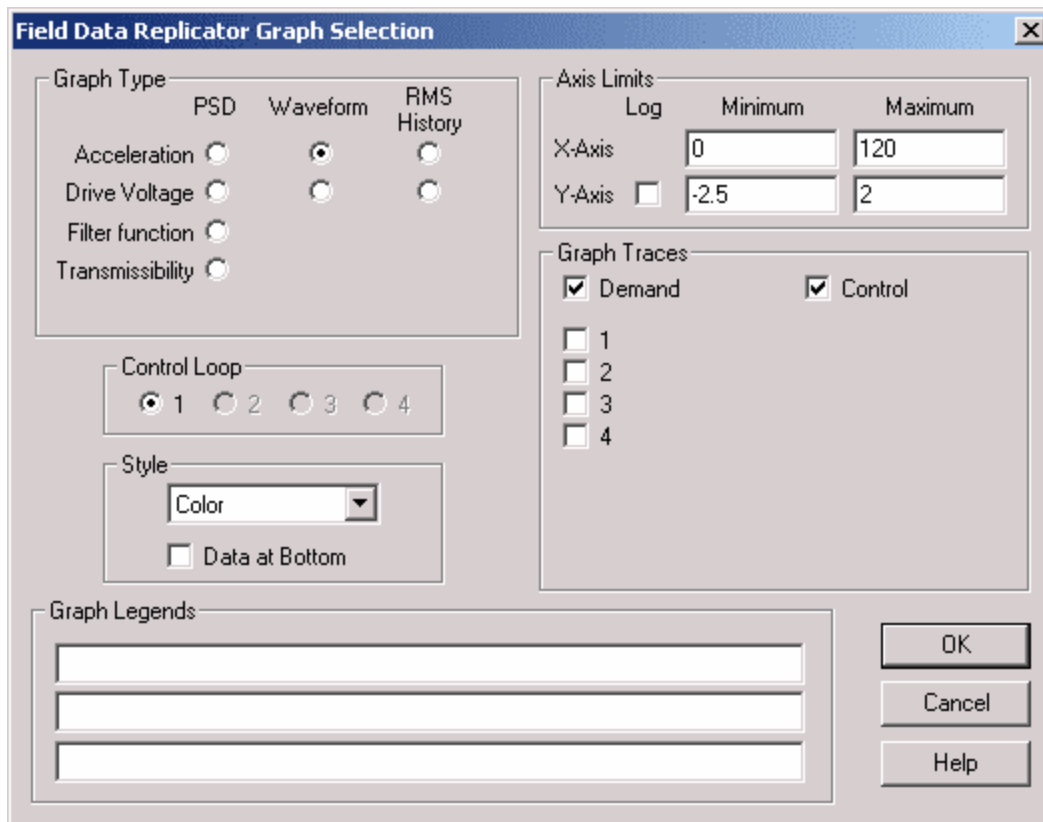 Field Data Replicator Graph Selection
Graph Type
PSD Waveform RMS History
Acceleration
Drive Voltage
Filter function
Transmissibility
Control Loop
1 2 3 4
Style
Color
Data at Bottom
Axis Limits
Log Minimum Maximum
X-Axis 0 120
Y-Axis -2.5 2
Graph Traces
Demand Control
1
2
3
4
Graph Legends
OK
Cancel
Help